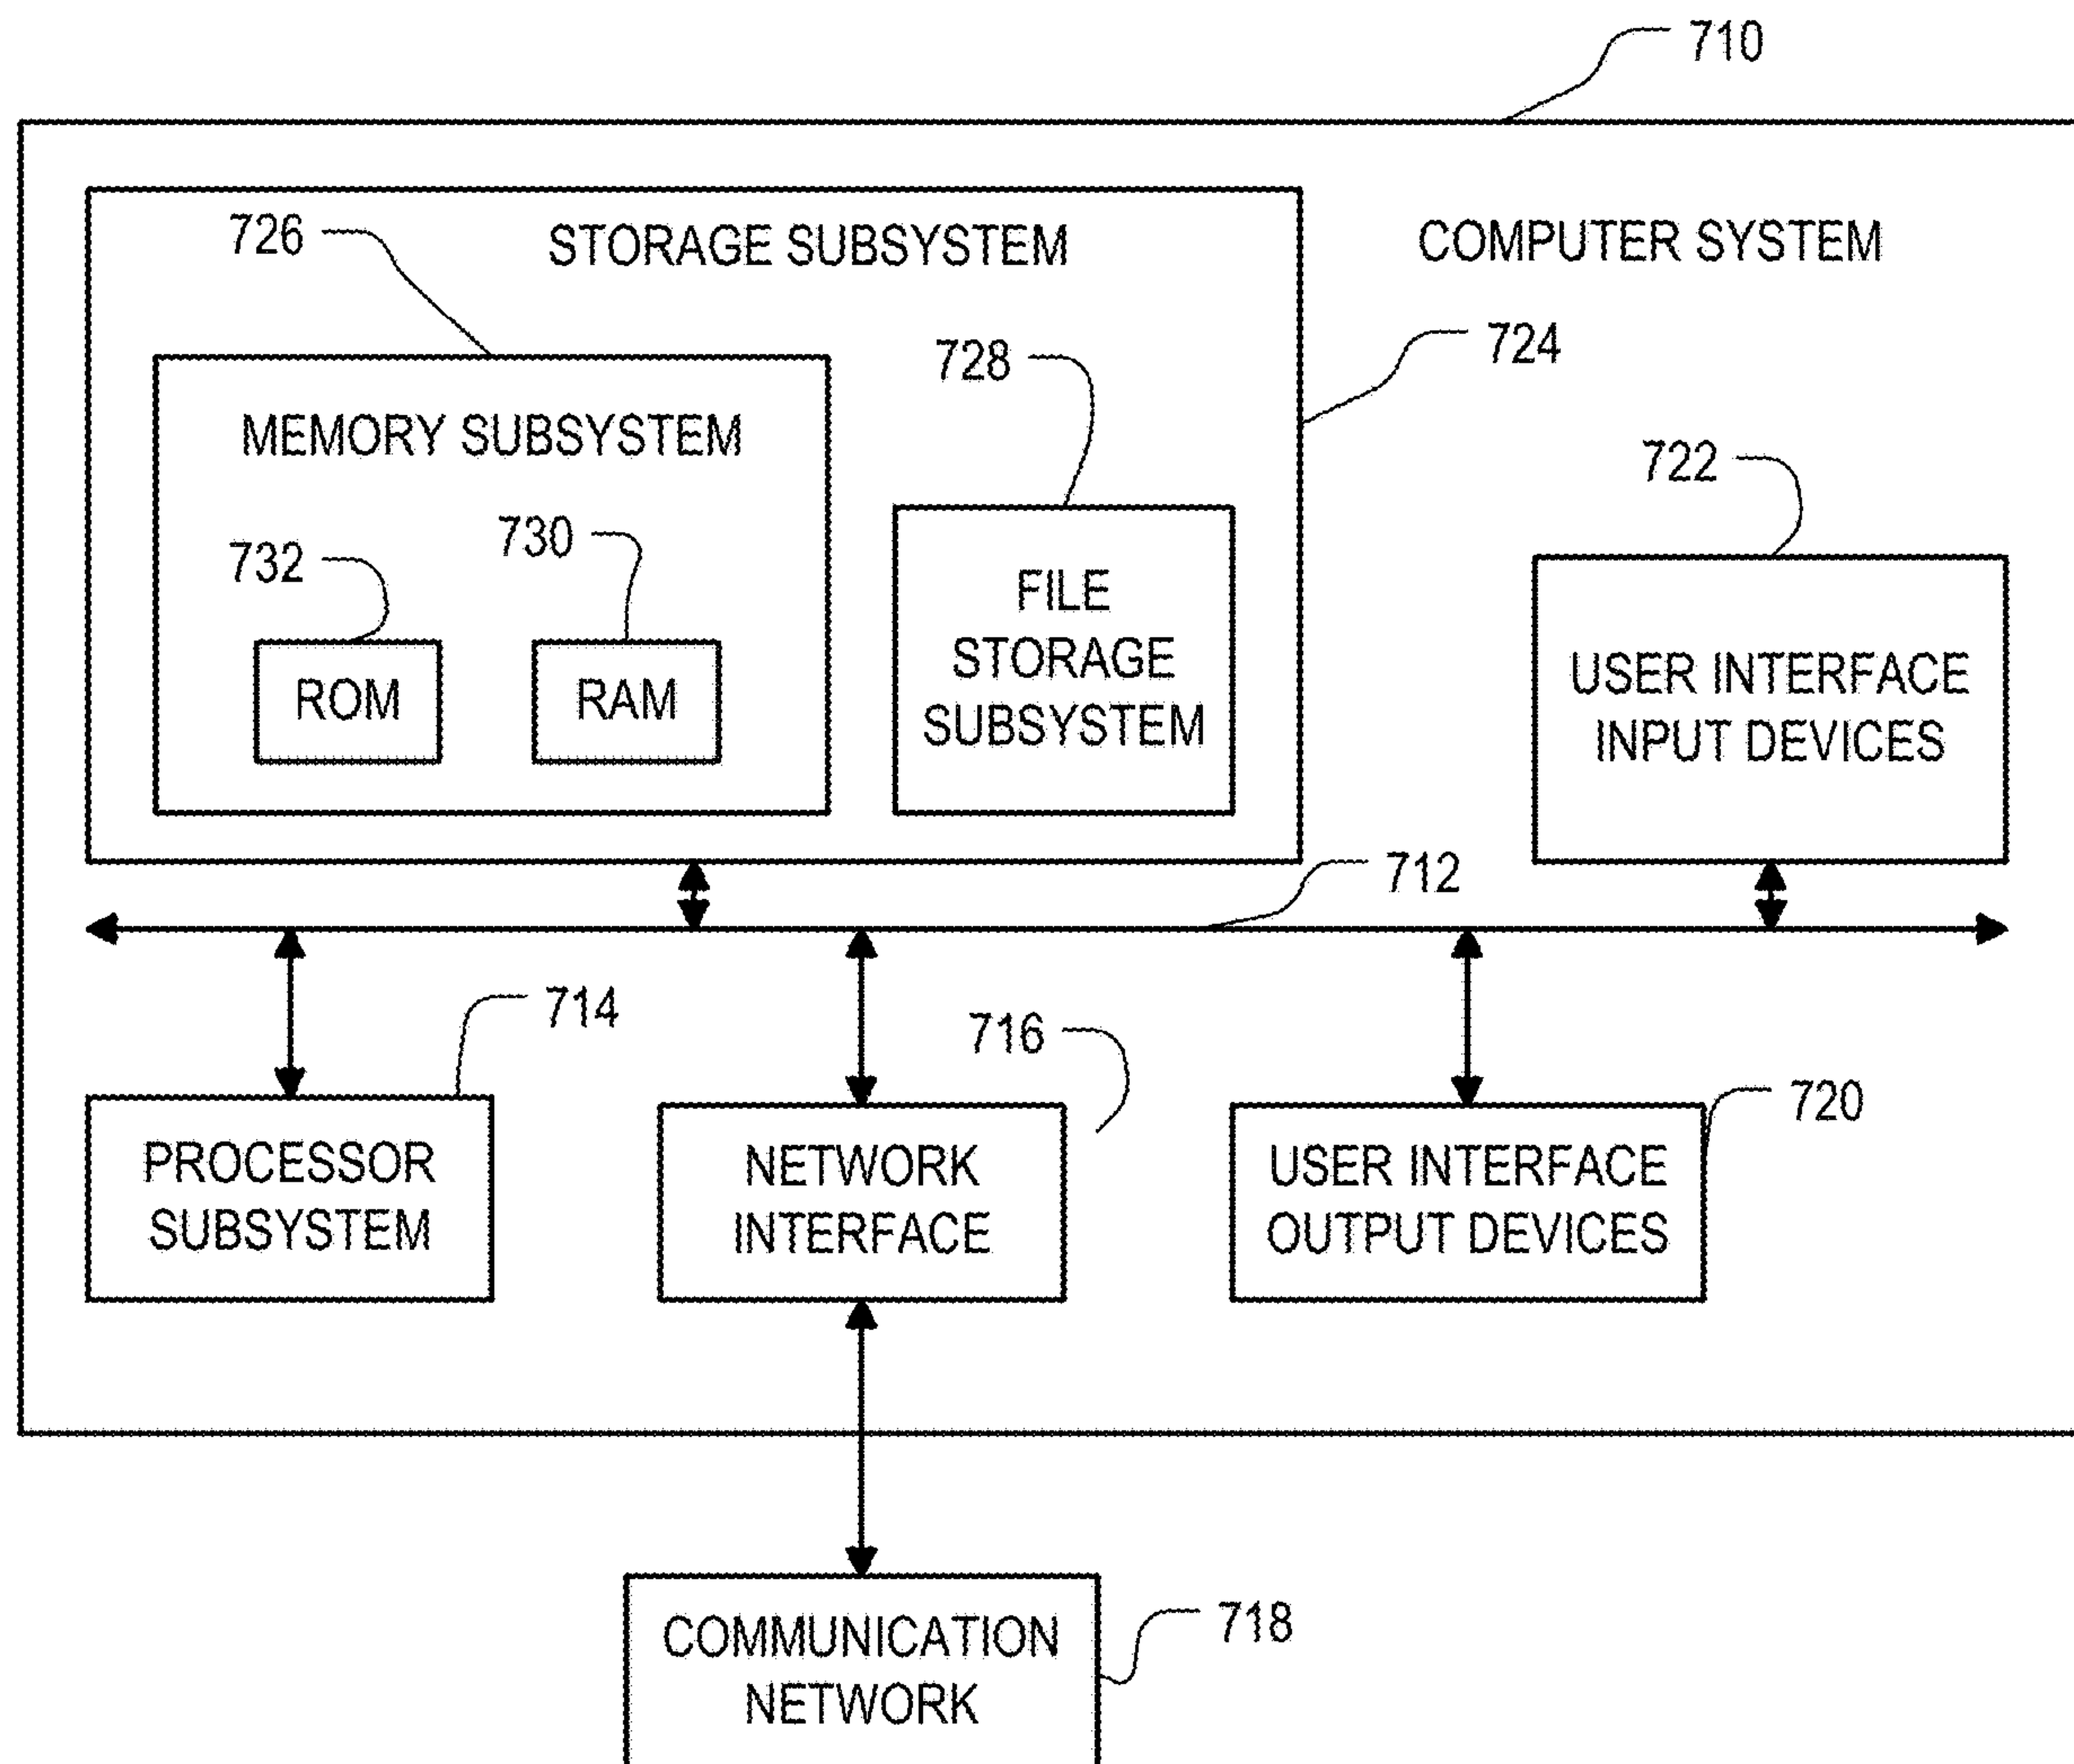 710
726
STORAGE SUBSYSTEM
COMPUTER SYSTEM
724
728
MEMORY SUBSYSTEM
722
732
730
FILE
STORAGE
SUBSYSTEM
ROM
RAM
USER INTERFACE
INPUT DEVICES
712
714
716
720
PROCESSOR
SUBSYSTEM
NETWORK
INTERFACE
USER INTERFACE
OUTPUT DEVICES
718
COMMUNICATION
NETWORK